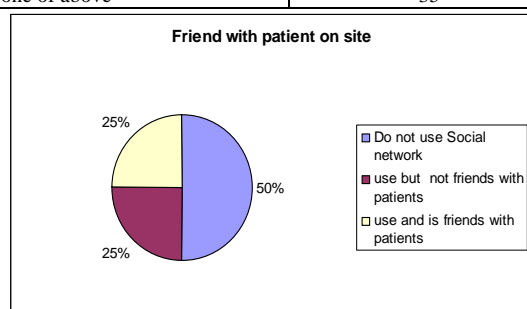 one of above
Friend with patient on site
25%
50%
25%
Do not use Social
network
use but not friends with
patients
use and is friends with
patients